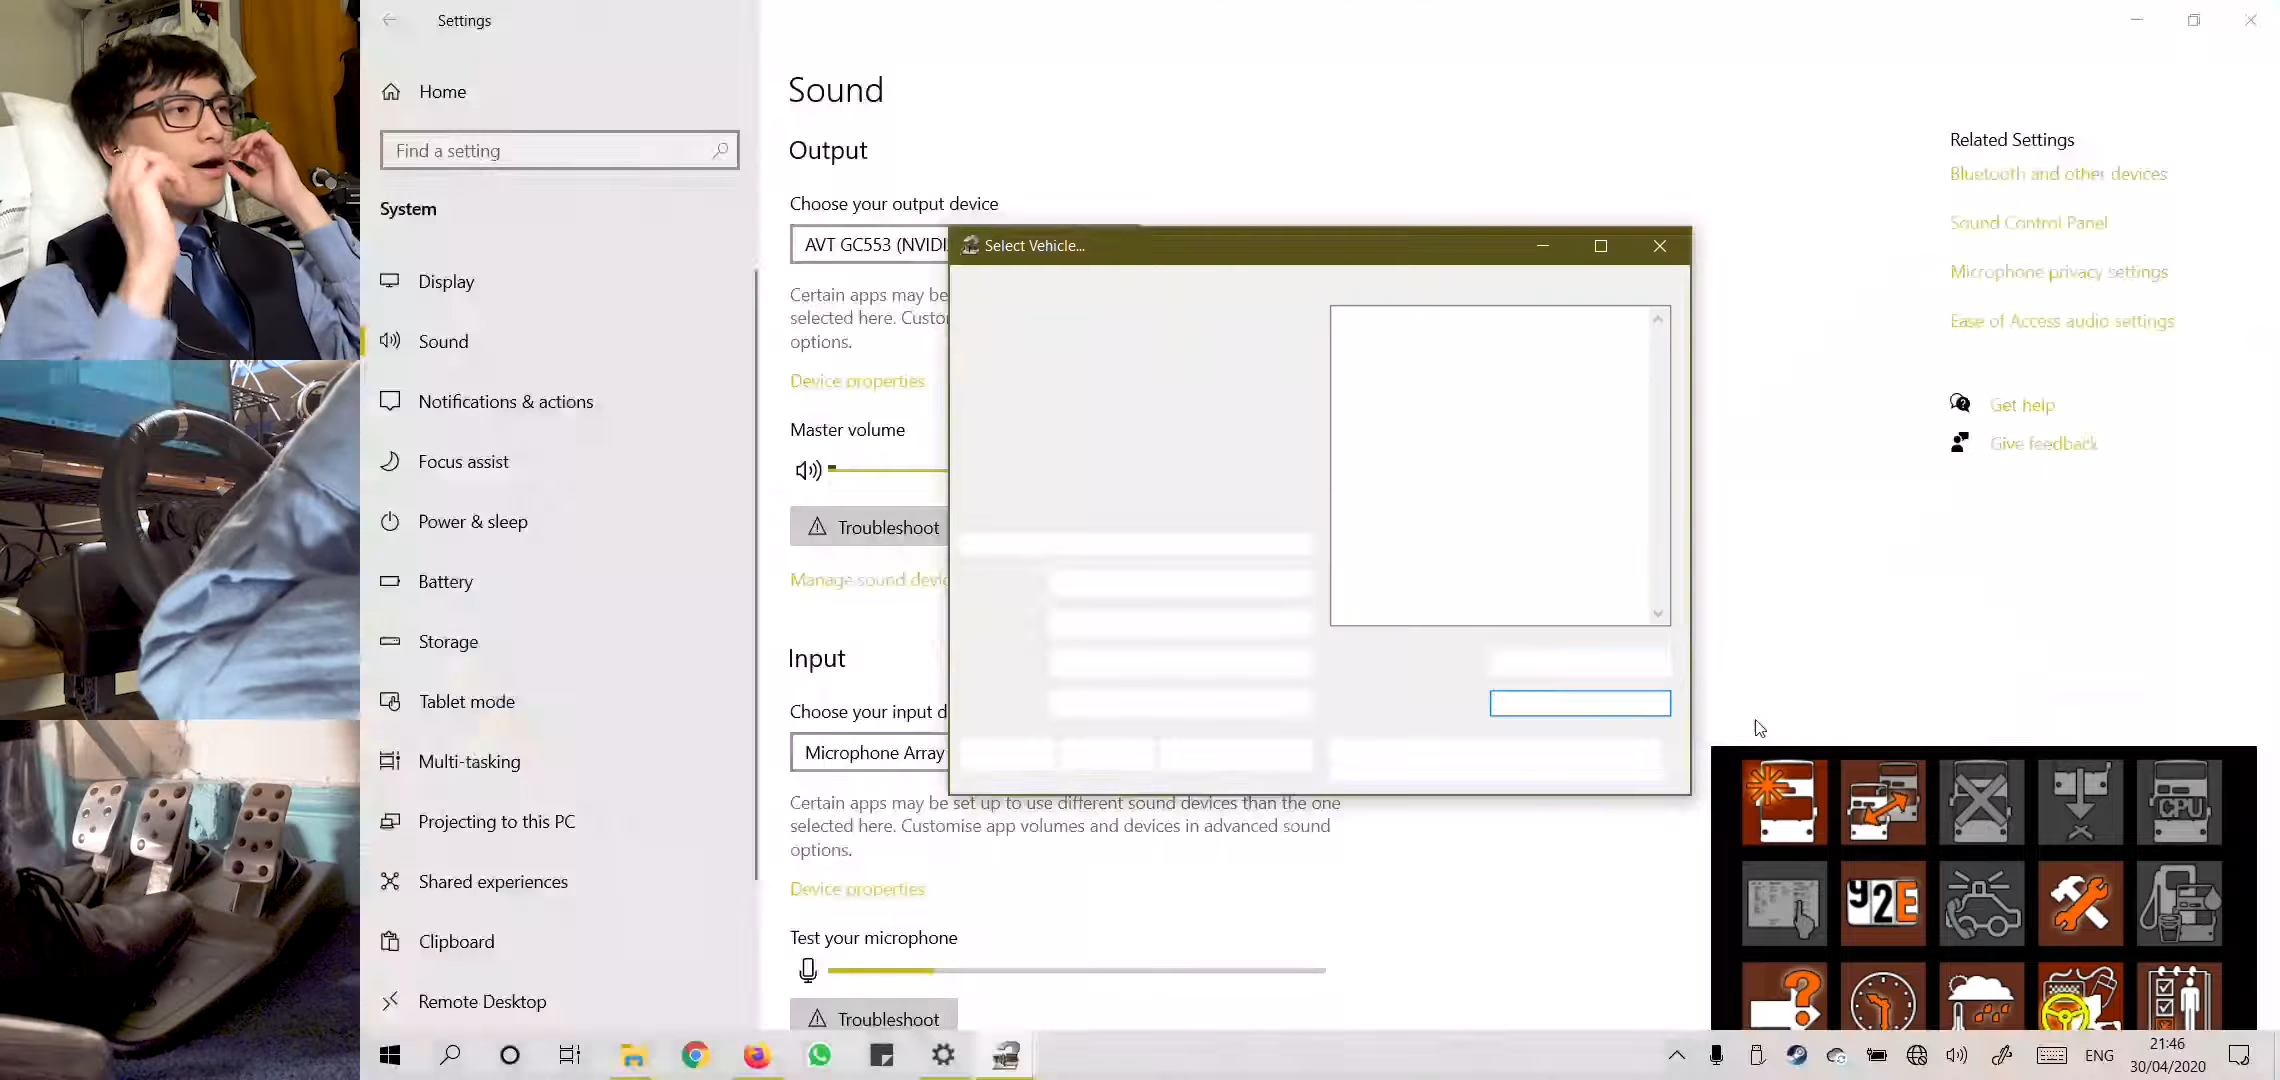 Settings
Home
Find a setting
System
Display
Sound
Notifications & actions
Focus assist
Power & sleep
Battery
Storage
Tablet mode
Multi-tasking
Projecting to this PC
Shared experiences
Clipboard
Remote Desktop
Sound
Output
Choose your output device
AVT GC553 (NVIDI
Certain apps may be
selected here. Custo
options.
Device properties
Master volume
Troubleshoot
Manage sound devic
Input
Choose your input d
Microphone Array
Certain apps may be set up to use different sound devices than the one
selected here. Customise app volumes and devices in advanced sound
options.
Device properties
Test your microphone
Troubleshoot
Select Vehicle...
Related Settings
Bluetooth and other devices
Sound Control Panel
Microphone privacy settings
Ease of Access audio settings
Get help
Give feedback
CPU
y2E
?
ENG
21:46
30/04/2020